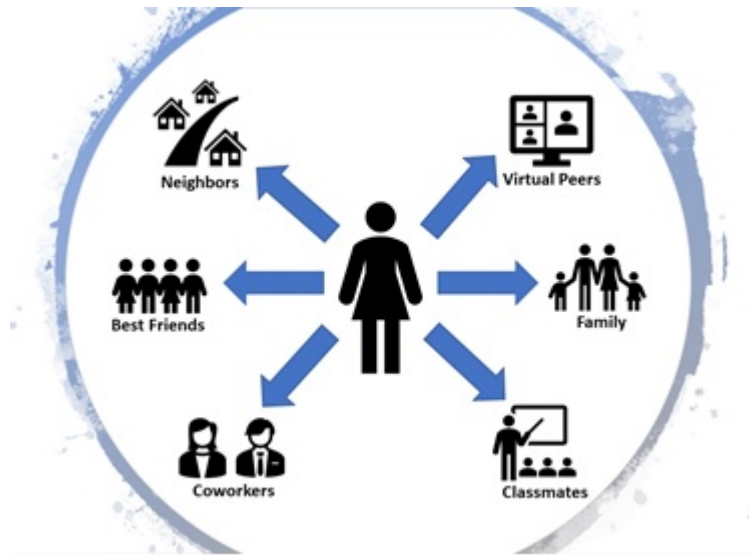 Neighbors
Virtual Peers
Best Friends
Family
Coworkers
Classmates